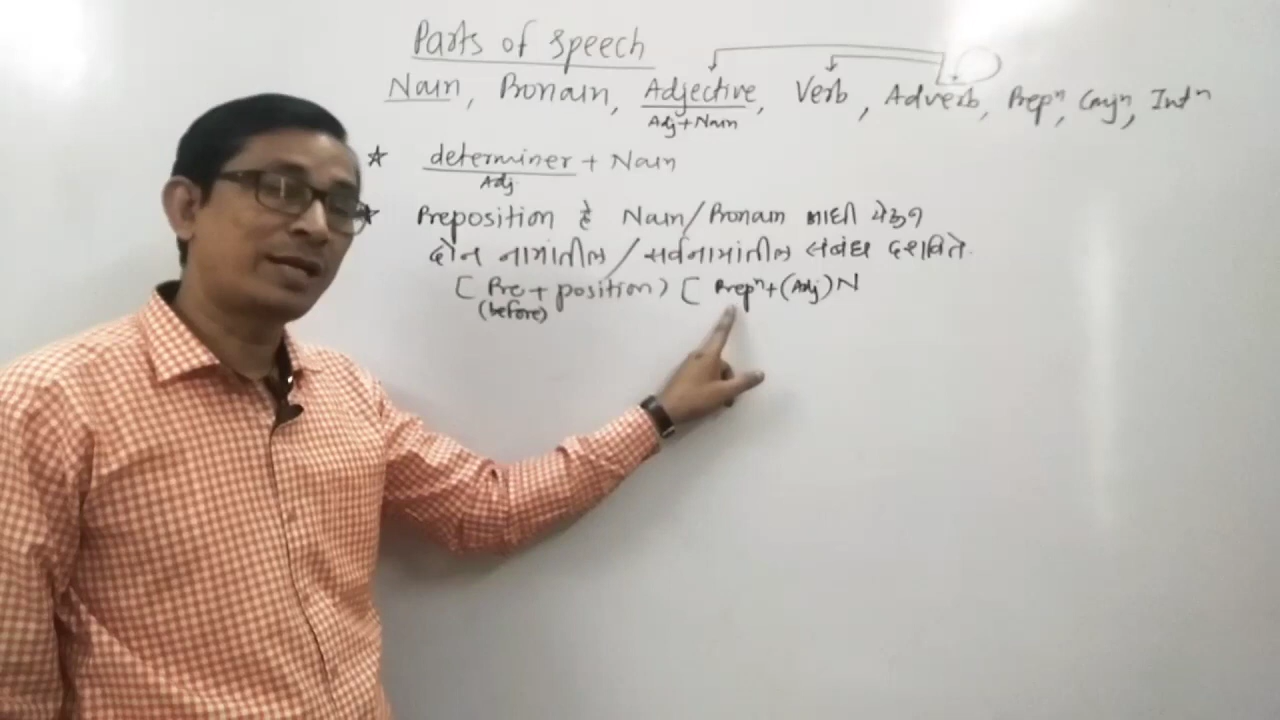 Parts of speech
Noun, Pronoun, Adjective, Verb, Adverb, Prepⁿ, Conjⁿ, Intⁿ
Adj+Noun
★ determiner + Noun
Adj
★ Preposition हे Noun/Pronoun आधी येऊन
दोन नामांतील / सर्वनामांतील संबंध दर्शविते.
[ Pre + position) [ Prepⁿ+(Adj) N
(before)